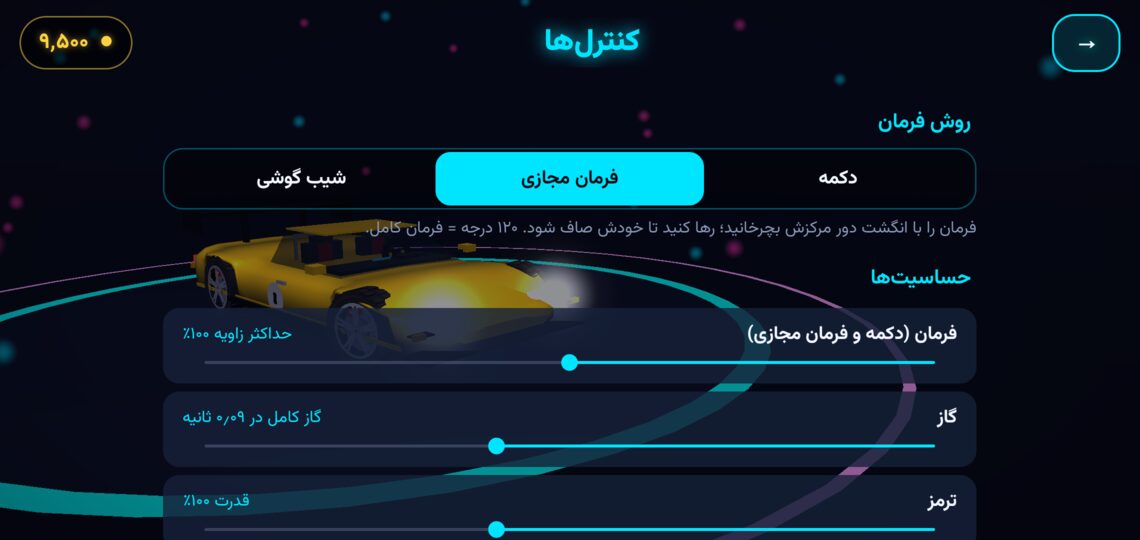 →
کنترل‌ها
۹,۵۰۰
روش فرمان
دکمه
فرمان مجازی
شیب گوشی
فرمان را با انگشت دور مرکزش بچرخانید؛ رها کنید تا خودش صاف شود. ۱۲۰ درجه = فرمان کامل.
حساسیت‌ها
فرمان (دکمه و فرمان مجازی)
حداکثر زاویه ۱۰۰٪
گاز
گاز کامل در ۰٫۰۹ ثانیه
ترمز
قدرت ۱۰۰٪
6